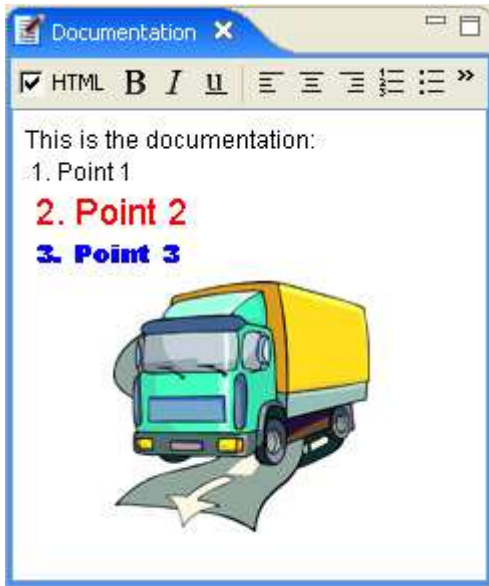 Documentation
HTML B I u
This is the documentation:
1. Point 1
2. Point 2
3. Point 3